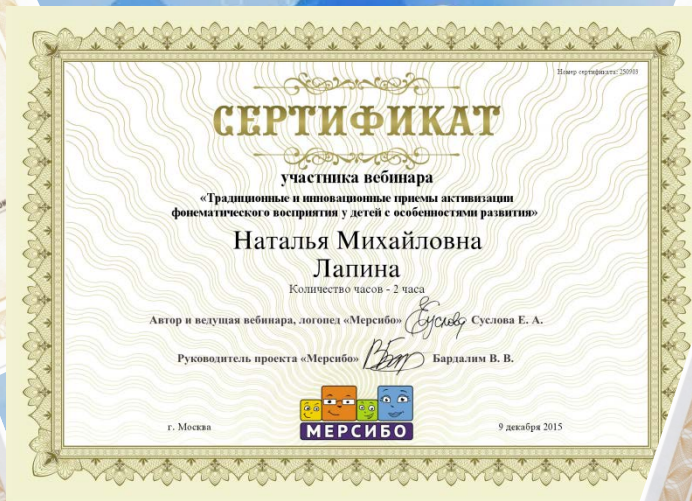 Номер сертификата: 250903
СЕРТИФИКАТ
участника вебинара
«Традиционные и инновационные приемы активизации
фонематического восприятия у детей с особенностями развития»
Наталья Михайловна
Лапина
Количество часов - 2 часа
Автор и ведущая вебинара, логопед «Мерсибо» Суслова Е. А.
Руководитель проекта «Мерсибо» Бардалим В. В.
МЕРСИБО
г. Москва 9 декабря 2015